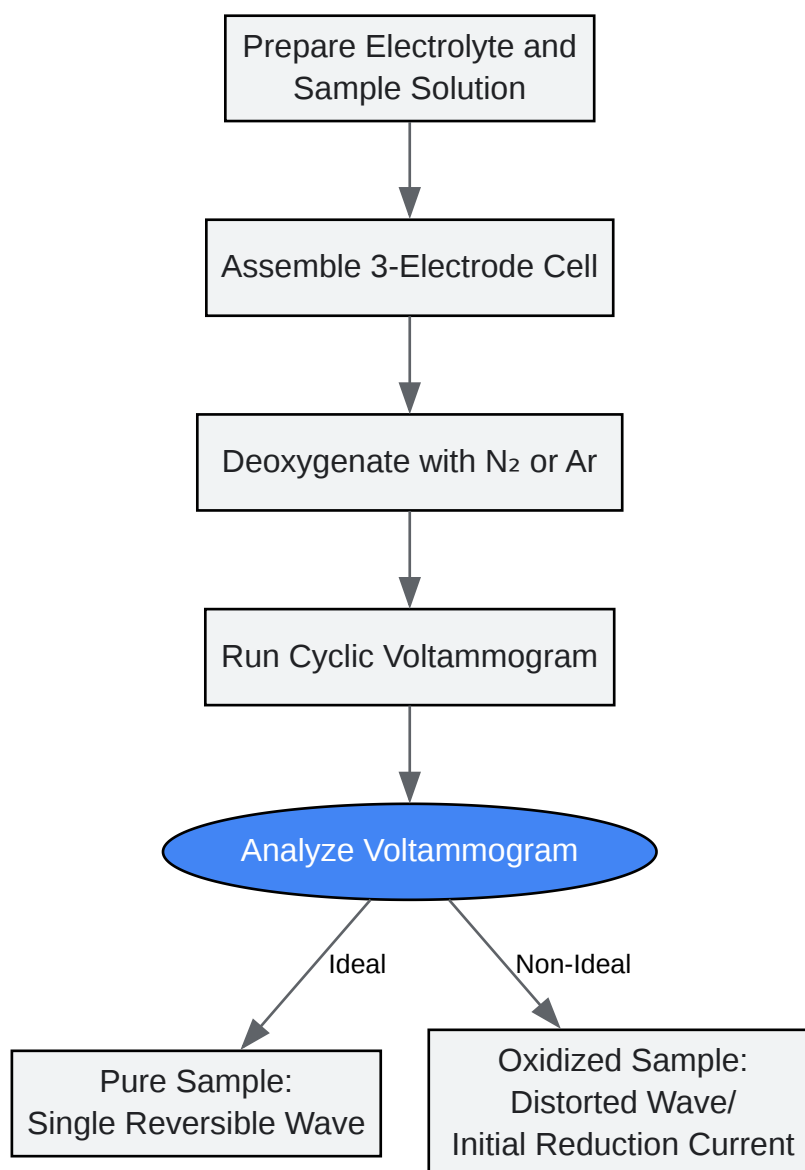 Prepare Electrolyte and
Sample Solution
Assemble 3-Electrode Cell
Deoxygenate with N₂ or Ar
Run Cyclic Voltammogram
Analyze Voltammogram
Ideal
Non-Ideal
Pure Sample:
Single Reversible Wave
Oxidized Sample:
Distorted Wave/
Initial Reduction Current